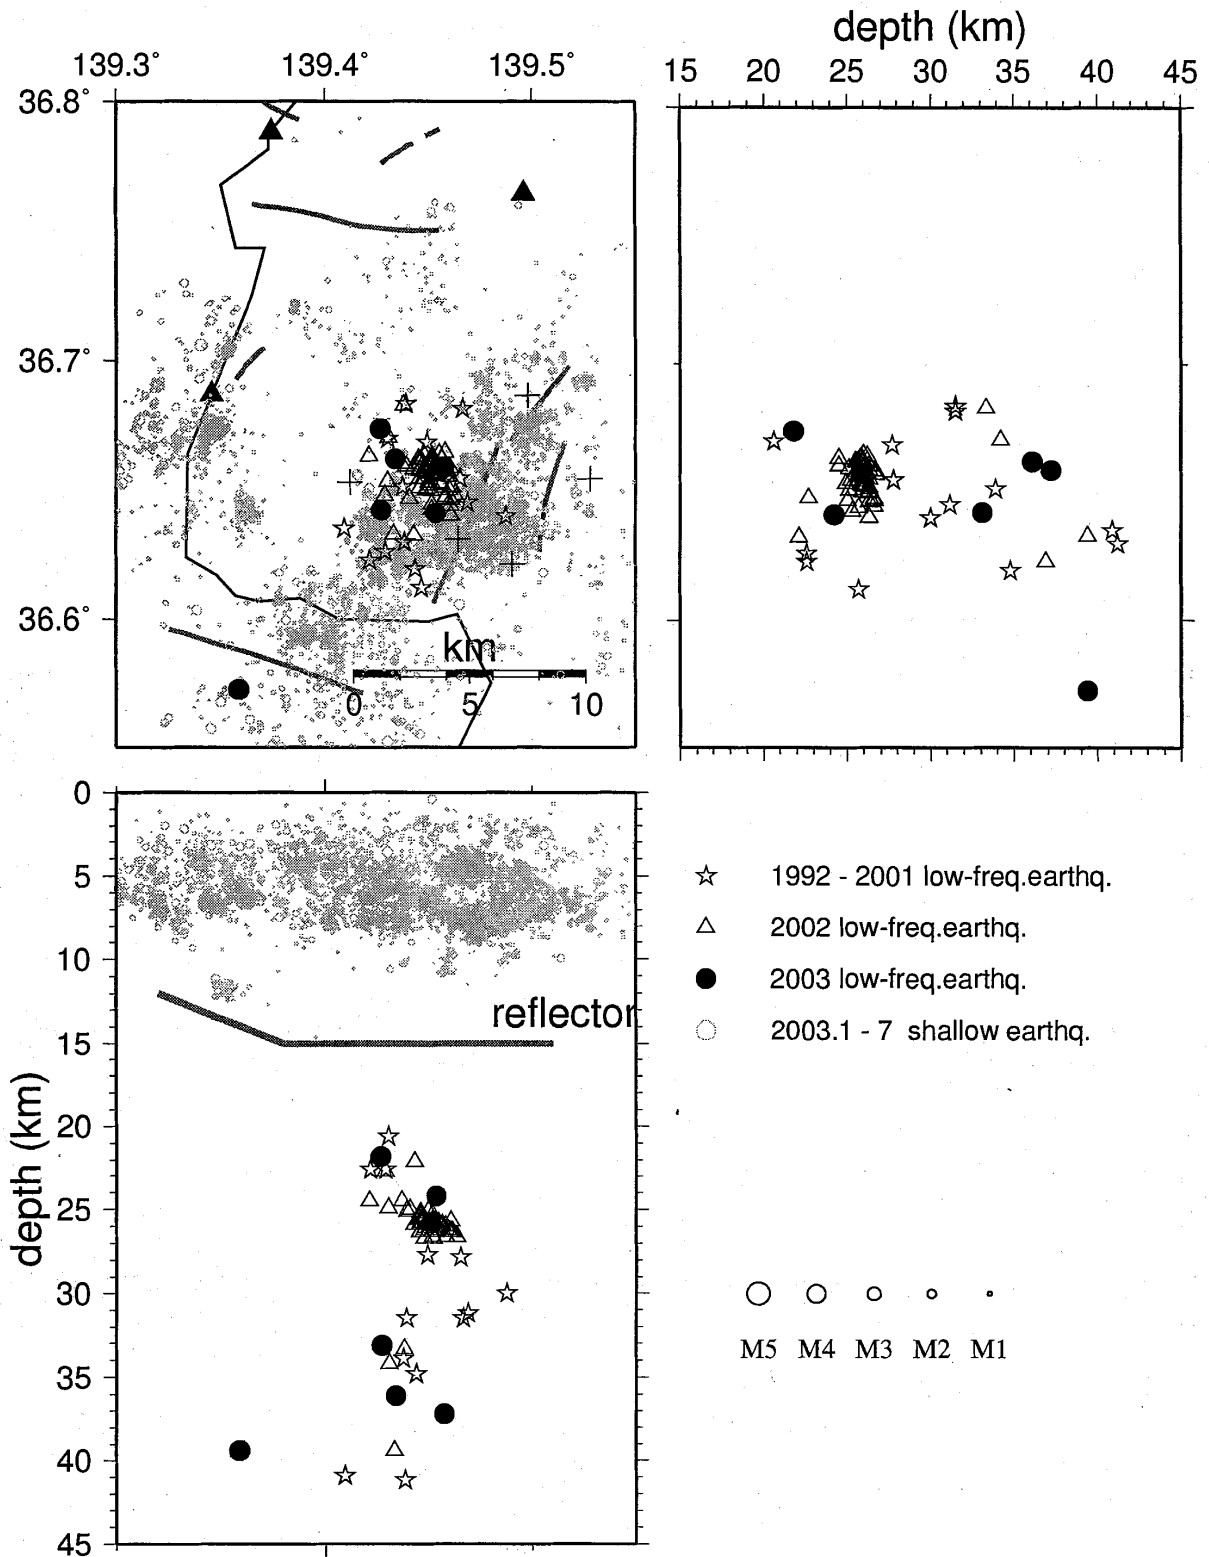 depth (km)
139.3° 139.4° 139.5°
15 20 25 30 35 40 45
36.8°
36.7°
36.6°
km
0 5 10
0
5
10
15
20
25
30
35
40
45
depth (km)
reflector
1992 - 2001 low-freq.earthq.
2002 low-freq.earthq.
2003 low-freq.earthq.
2003.1 - 7 shallow earthq.
M5 M4 M3 M2 M1